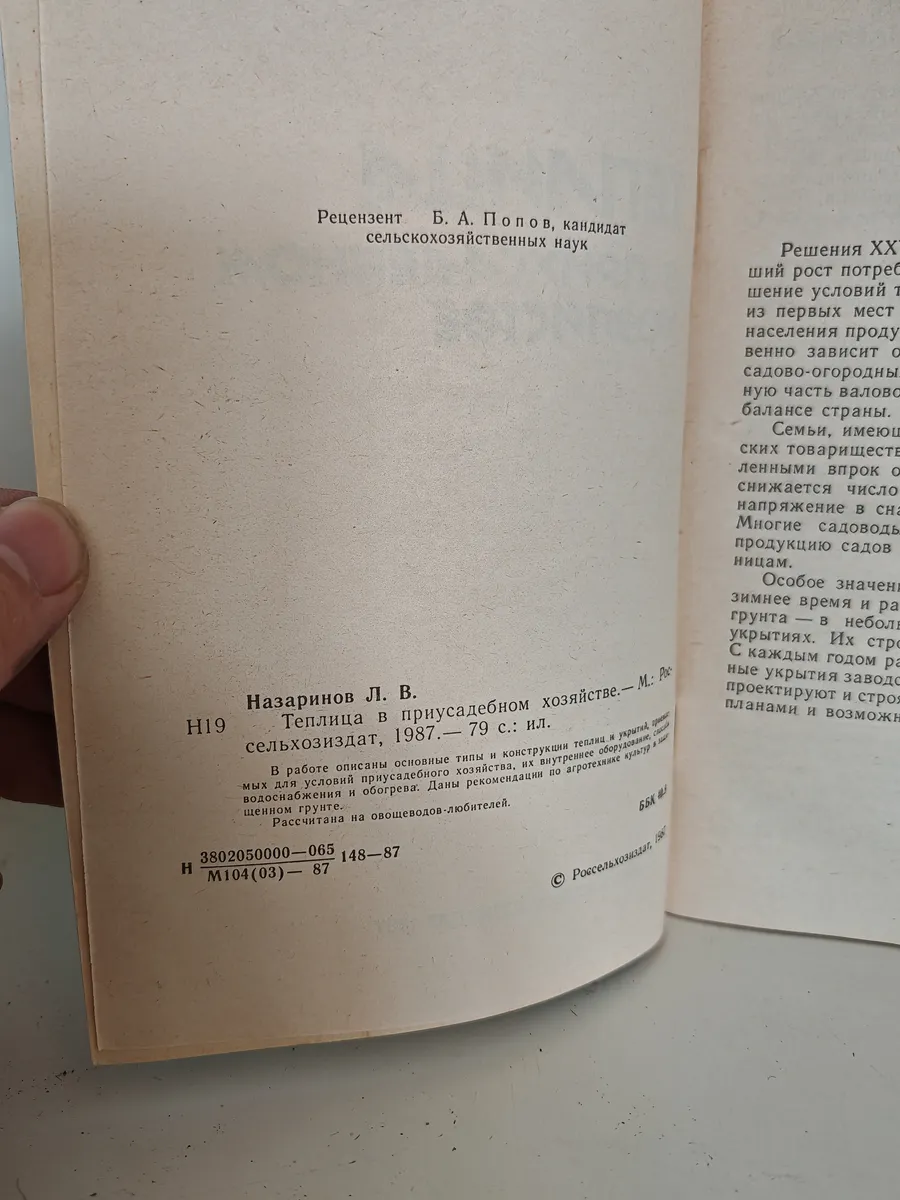 Рецензент Б. А. Попов, кандидат
сельскохозяйственных наук
Назаринов Л. В.
Н19 Теплица в приусадебном хозяйстве.— М.: Рос-
сельхозиздат, 1987.— 79 с.: ил.
В работе описаны основные типы и конструкции теплиц и укрытий,
мых для условий приусадебного хозяйства, их внутреннее оборудование, способы
водоснабжения и обогрева. Даны рекомендации по агротехнике культур в защи-
щенном грунте.
Рассчитана на овощеводов-любителей.
ББК
Н 3802050000—065 148—87
М104(03)— 87
© Россельхозиздат, 1987
Решения XX
ший рост потреб
шение условий т
из первых мест
населения проду
венно зависит о
садово-огородны
ную часть валово
балансе страны.
Семьи, имеющ
ских товариществ
ленными впрок о
снижается число
напряжение в сна
Многие садоводы
продукцию садов
ницам.
Особое значени
зимнее время и ра
грунта — в неболь
укрытиях. Их стро
С каждым годом ра
ные укрытия заводс
проектируют и строя
планами и возможн